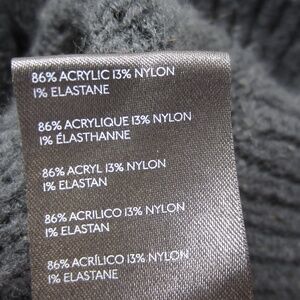 86% ACRYLIC 13% NYLON
1% ELASTANE
86% ACRYLIQUE 13% NYLON
1% ÉLASTHANNE
86% ACRYL 13% NYLON
1% ELASTAN
86% ACRILICO 13% NYLON
1% ELASTAN
86% ACRÍLICO 13% NYLON
1% ELASTANE